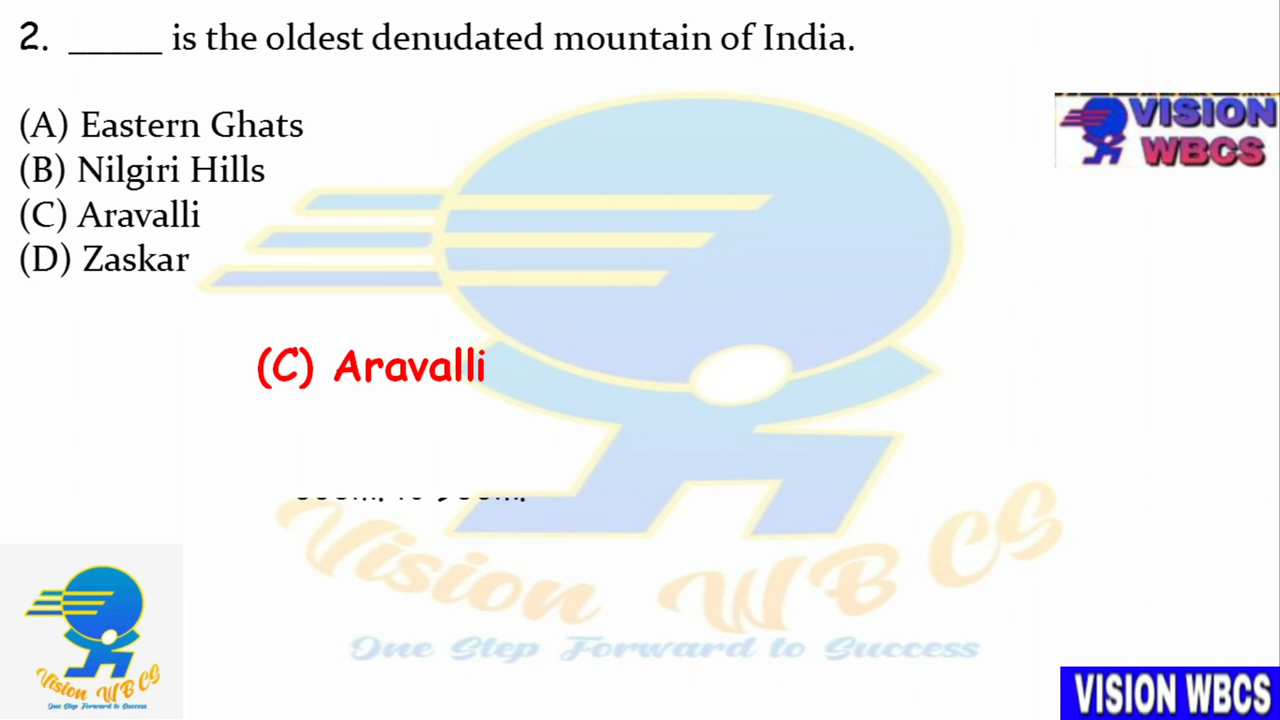 2. _____ is the oldest denudated mountain of India.
(A) Eastern Ghats
(B) Nilgiri Hills
(C) Aravalli
(D) Zaskar
VISION
WBCS
(C) Aravalli
Vision WBCS
One Step Forward to Success
Vision WBCS
One Step Forward to Success
VISION WBCS